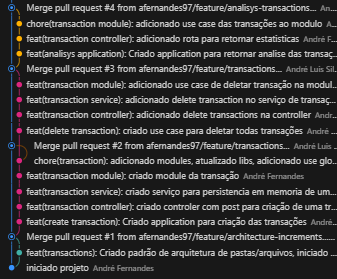 Merge pull request #4 from afernandes97/feature/analisys-transactions... An...
chore(transaction module): adicionado use case das transações ao modulo A...
feat(transaction controller): adicionado rota para retornar estatisticas André F...
feat(analisys application): Criado application para retornar analise das transaç...
Merge pull request #3 from afernandes97/feature/transactions... André Luis Sil...
feat(transaction module): adicionado use case de deletar transação na modul...
feat(transaction service): adicionado delete transaction no serviço de transaç...
feat(transaction controller): adicionado delete transactions na controller Andr...
feat(delete transaction): criado use case para deletar todas transações André ...
Merge pull request #2 from afernandes97/feature/transactions... André Luis ...
chore(transaction): adicionado modules, atualizado libs, adicionado use glo...
feat(transaction module): criado module da transação André Fernandes
feat(transaction service): criado serviço para persistencia em memoria de um...
feat(transaction controller): criado controler com post para criação de uma tr...
feat(create transaction): Criado application para criação das transações André...
Merge pull request #1 from afernandes97/feature/architecture-increments......
feat(transactions): Criado padrão de arquitetura de pastas/arquivos, iniciado ...
iniciado projeto André Fernandes